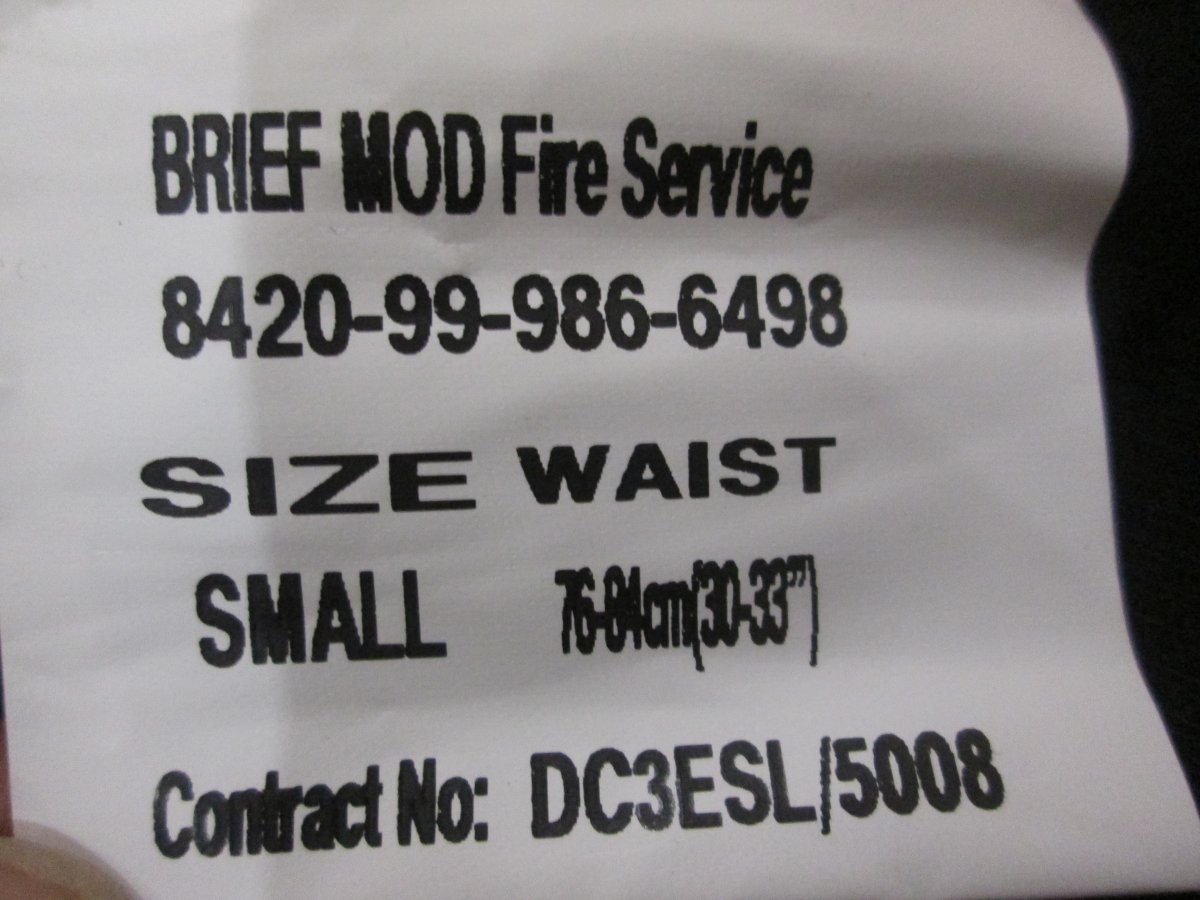 BRIEF MOD Fire Service
8420-99-986-6498
SIZE WAIST
SMALL 76-84cm(30-33”)
Contract No: DC3ESL/5008